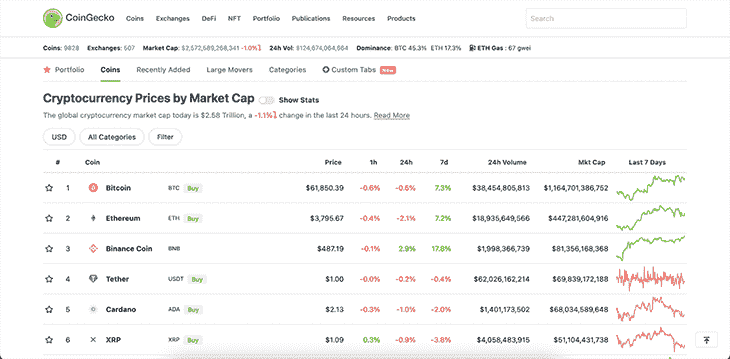 CoinGecko Coins Exchanges DeFi NFT Portfolio Publications Resources Products Search
Coins: 9828 Exchanges: 507 Market Cap: $2,572,589,268,341 -1.0% 24h Vol: $124,674,064,564 Dominance: BTC 45.3% ETH 17.3% ETH Gas: 67 gwei
Portfolio Coins Recently Added Large Movers Categories Custom Tabs New
Cryptocurrency Prices by Market Cap Show Stats
The global cryptocurrency market cap today is $2.58 Trillion, a -1.1% change in the last 24 hours. Read More
USD All Categories Filter
# Coin Price 1h 24h 7d 24h Volume Mkt Cap Last 7 Days
1 Bitcoin BTC Buy $61,850.39 -0.6% -0.5% 7.3% $38,454,805,813 $1,164,701,386,752
2 Ethereum ETH Buy $3,795.67 -0.4% -2.1% 7.2% $18,935,649,566 $447,281,604,916
3 Binance Coin BNB $487.19 -0.1% 2.9% 17.8% $1,998,366,739 $81,356,168,368
4 Tether USDT Buy $1.00 -0.0% -0.2% -0.4% $62,026,162,214 $69,839,172,188
5 Cardano ADA Buy $2.13 -0.3% -1.0% -2.0% $1,401,173,502 $68,034,589,648
6 XRP XRP Buy $1.09 0.3% -0.9% -3.8% $4,058,483,915 $51,104,431,738